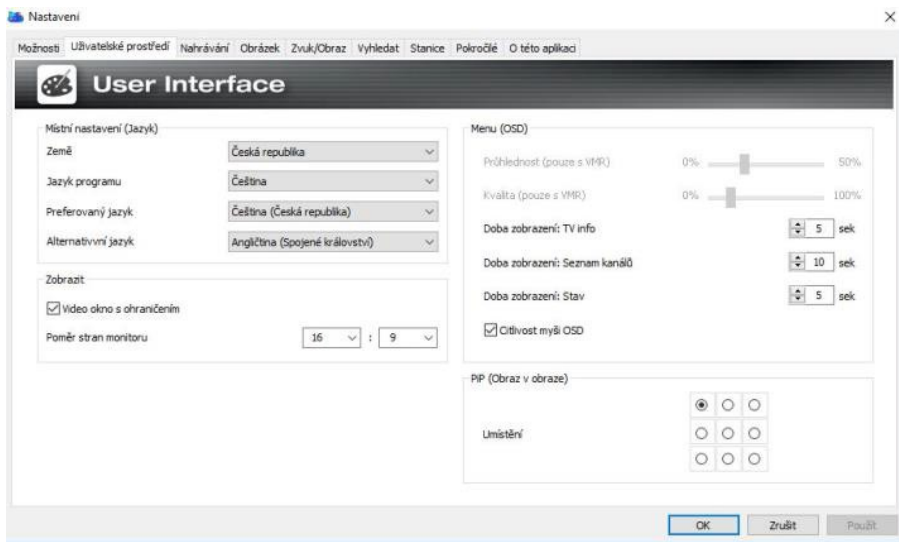 Nastavení
Možnosti Uživatelské prostředí Nahrávání Obrázek Zvuk/Obraz Vyhledat Stanice Pokročilé O této aplikaci
User Interface
Místní nastavení (Jazyk)
Země Česká republika
Jazyk programu Čeština
Preferovaný jazyk Čeština (Česká republika)
Alternativvní jazyk Angličtina (Spojené království)
Zobrazit
Video okno s ohraničením
Poměr stran monitoru 16 : 9
Menu (OSD)
Průhlednost (pouze s VMR) 0% 50%
Kvalita (pouze s VMR) 0% 100%
Doba zobrazení: TV info 5 sek
Doba zobrazení: Seznam kanálů 10 sek
Doba zobrazení: Stav 5 sek
Citlivost myši OSD
PiP (Obraz v obraze)
Umístění
OK Zrušit Použít